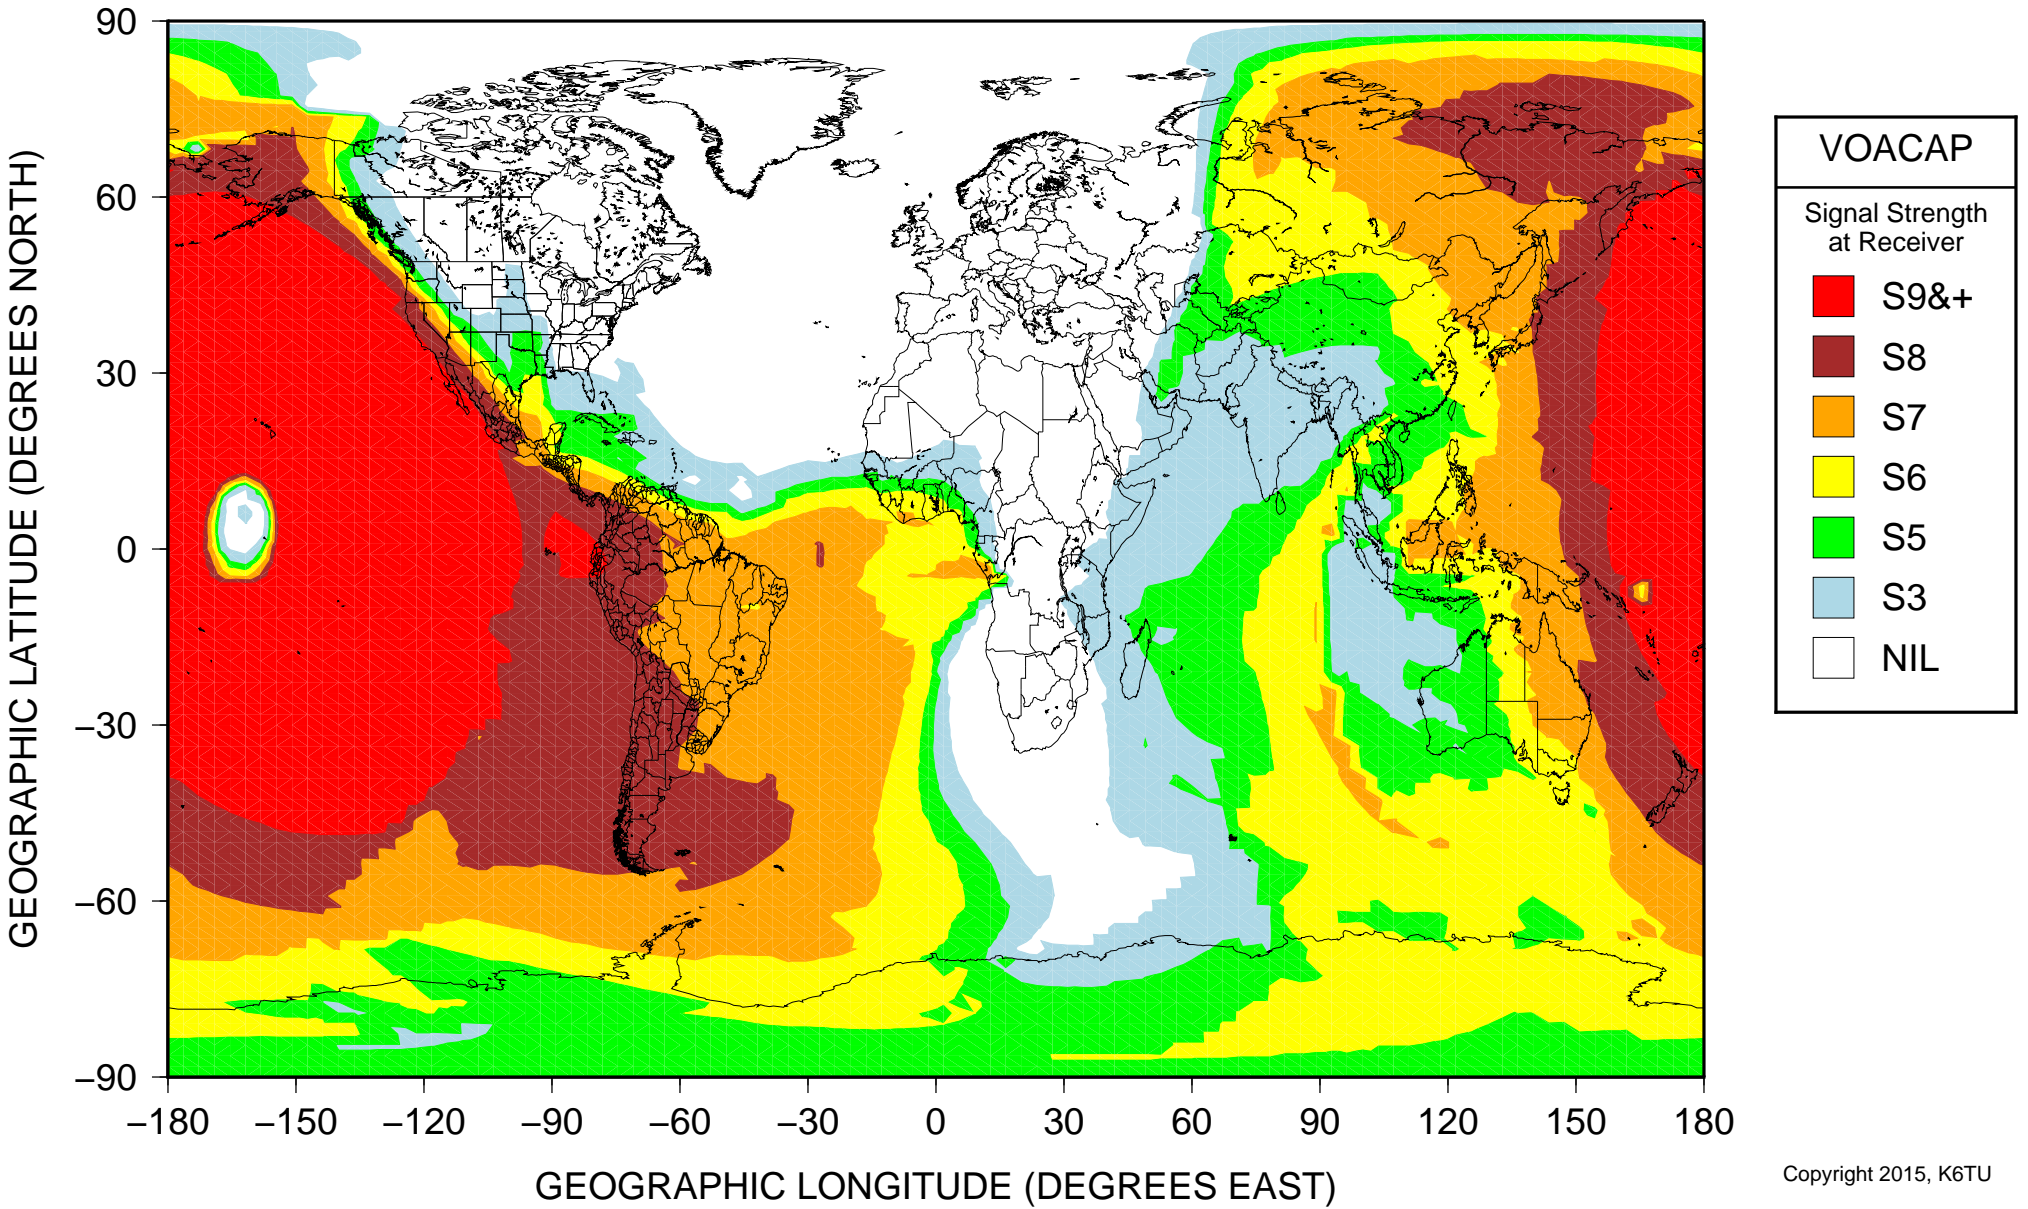 90
60
30
0
−30
−60
−90
GEOGRAPHIC LATITUDE (DEGREES NORTH)
−180 −150 −120 −90 −60 −30 0 30 60 90 120 150 180
GEOGRAPHIC LONGITUDE (DEGREES EAST)
VOACAP
Signal Strength
at Receiver
S9&+
S8
S7
S6
S5
S3
NIL
Copyright 2015, K6TU